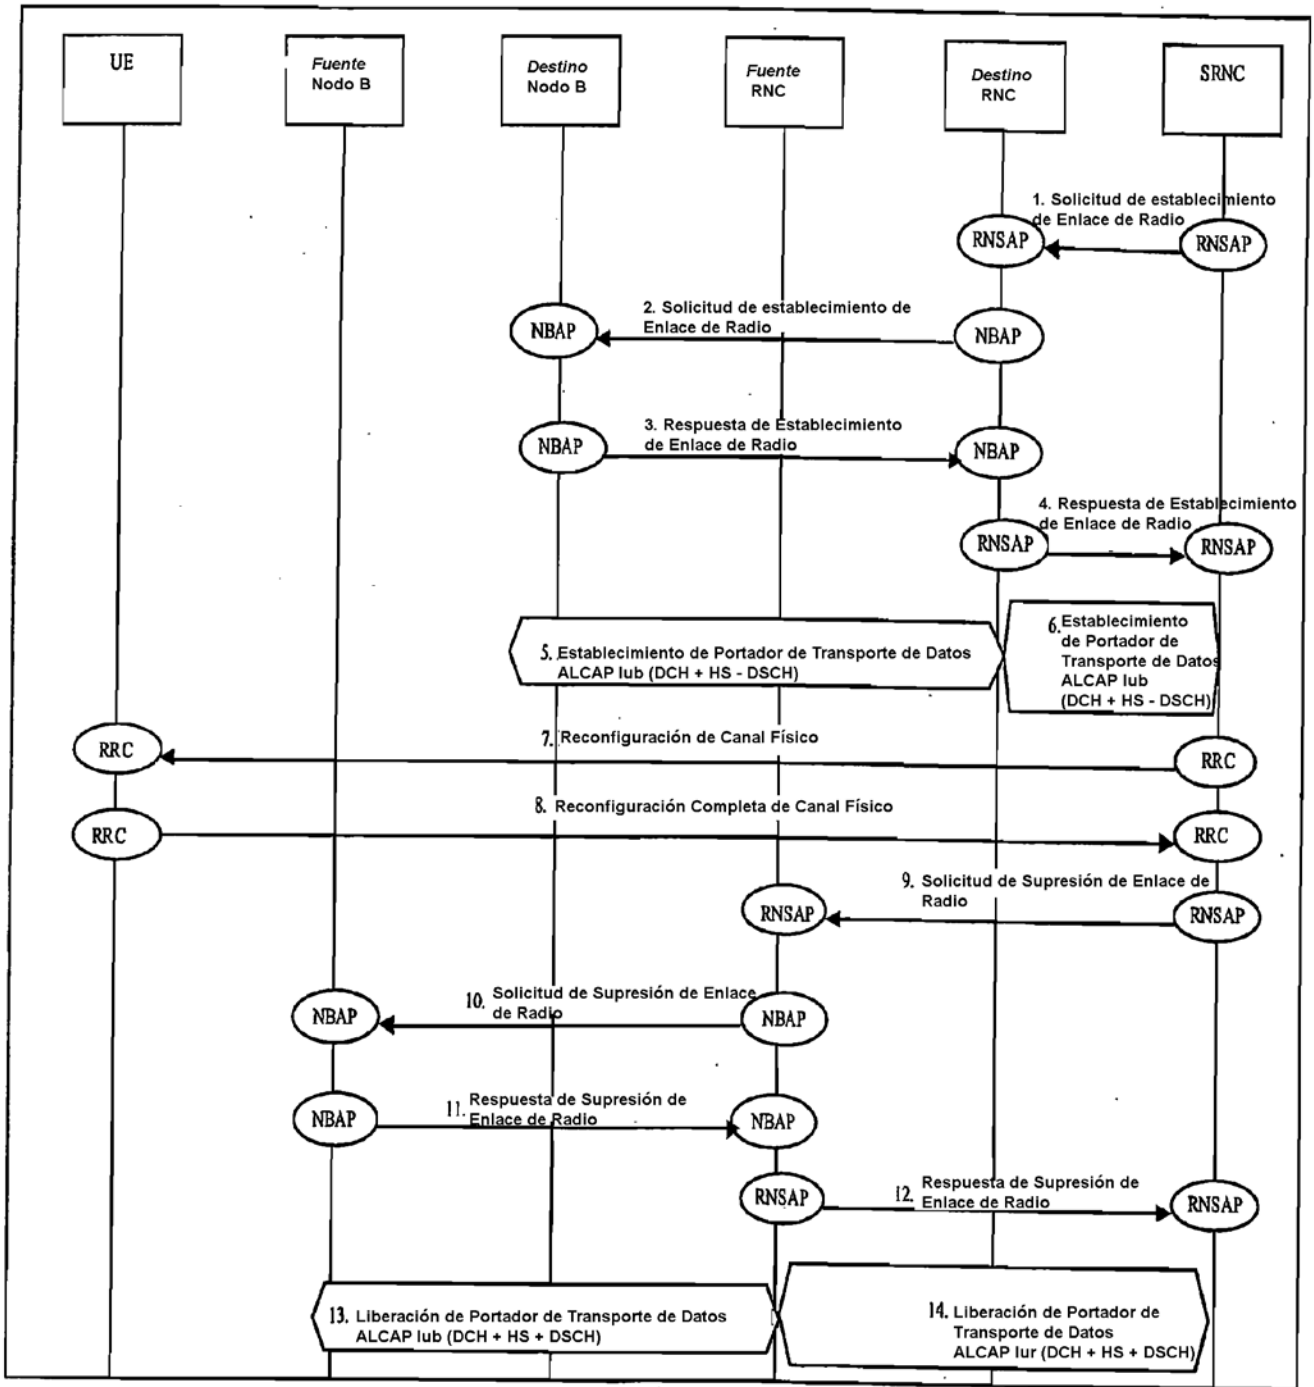 UE
Fuente
Nodo B
Destino
Nodo B
Fuente
RNC
Destino
RNC
SRNC
1. Solicitud de establecimiento
de Enlace de Radio
RNSAP
RNSAP
2. Solicitud de establecimiento de
Enlace de Radio
NBAP
NBAP
3. Respuesta de Establecimiento
de Enlace de Radio
NBAP
NBAP
4. Respuesta de Establecimiento
de Enlace de Radio
RNSAP
RNSAP
5. Establecimiento de Portador de Transporte de Datos
ALCAP Iub (DCH + HS - DSCH)
6. Establecimiento
de Portador de
Transporte de Datos
ALCAP Iub
(DCH + HS - DSCH)
7. Reconfiguración de Canal Físico
RRC
RRC
8. Reconfiguración Completa de Canal Físico
RRC
RRC
9. Solicitud de Supresión de Enlace de
Radio
RNSAP
RNSAP
10. Solicitud de Supresión de Enlace
de Radio
NBAP
NBAP
11. Respuesta de Supresión de
Enlace de Radio
NBAP
NBAP
12. Respuesta de Supresión de
Enlace de Radio
RNSAP
RNSAP
13. Liberación de Portador de Transporte de Datos
ALCAP Iub (DCH + HS + DSCH)
14. Liberación de Portador de
Transporte de Datos
ALCAP Iur (DCH + HS + DSCH)